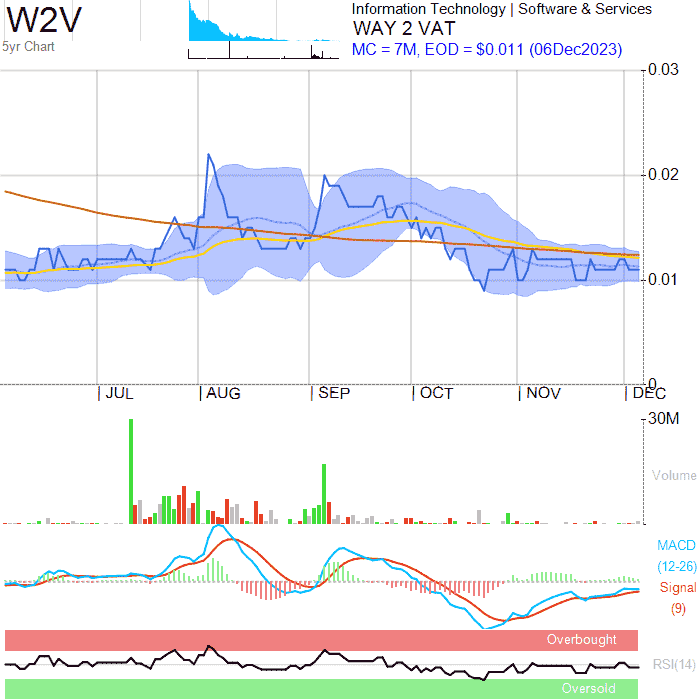 W2V
5yr Chart
Information Technology | Software & Services
WAY 2 VAT
MC = 7M, EOD = $0.011 (06Dec2023)
0.03
0.02
0.01
0
JUL
AUG
SEP
OCT
NOV
DEC
30M
Volume
MACD
(12-26)
Signal
(9)
Overbought
RSI(14)
Oversold